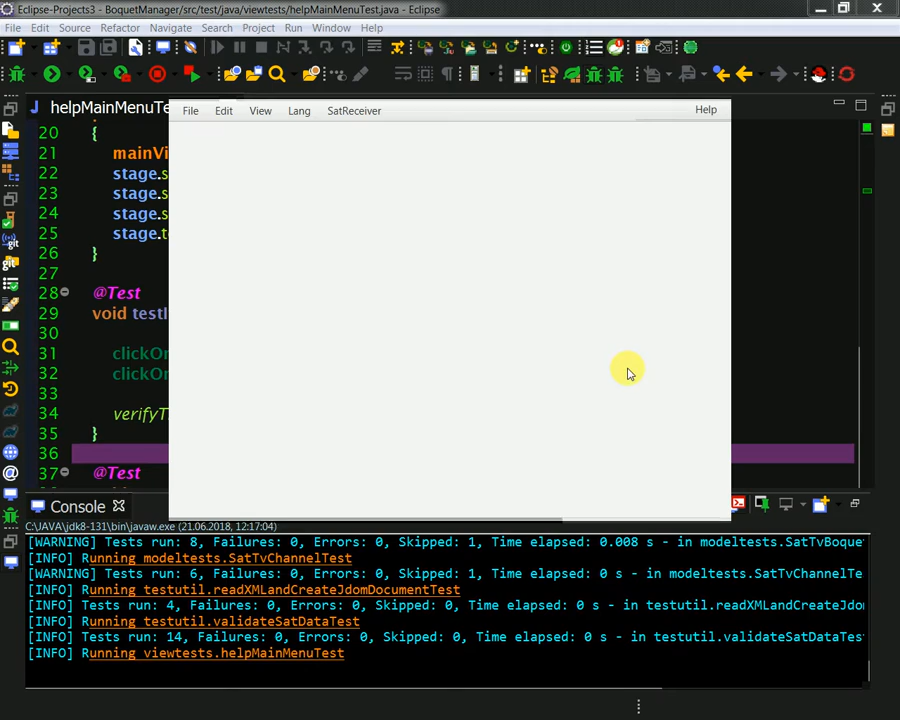 Eclipse-Projects3 - BoquetManager/src/test/java/viewtests/helpMainMenuTest.java - Eclipse
File Edit Source Refactor Navigate Search Project Run Window Help
helpMainMenuTe
File Edit View Lang SatReceiver Help
20 {
21 mainVi
22 stage.s
23 stage.s
24 stage.s
25 stage.t
26 }
27
28 @Test
29 void testI
30
31 clickOn
32 clickOn
33
34 verifyT
35 }
36
37 @Test
Console
C:\JAVA\jdk8-131\bin\javaw.exe (21.06.2018, 12:17:04)
[WARNING] Tests run: 8, Failures: 0, Errors: 0, Skipped: 1, Time elapsed: 0.008 s - in modeltests.SatTvBoque
[INFO] Running modeltests.SatTvChannelTest
[WARNING] Tests run: 6, Failures: 0, Errors: 0, Skipped: 1, Time elapsed: 0 s - in modeltests.SatTvChannelTe
[INFO] Running testutil.readXMLandCreateJdomDocumentTest
[INFO] Tests run: 4, Failures: 0, Errors: 0, Skipped: 0, Time elapsed: 0 s - in testutil.readXMLandCreateJdom
[INFO] Running testutil.validateSatDataTest
[INFO] Tests run: 14, Failures: 0, Errors: 0, Skipped: 0, Time elapsed: 0 s - in testutil.validateSatDataTest
[INFO] Running viewtests.helpMainMenuTest